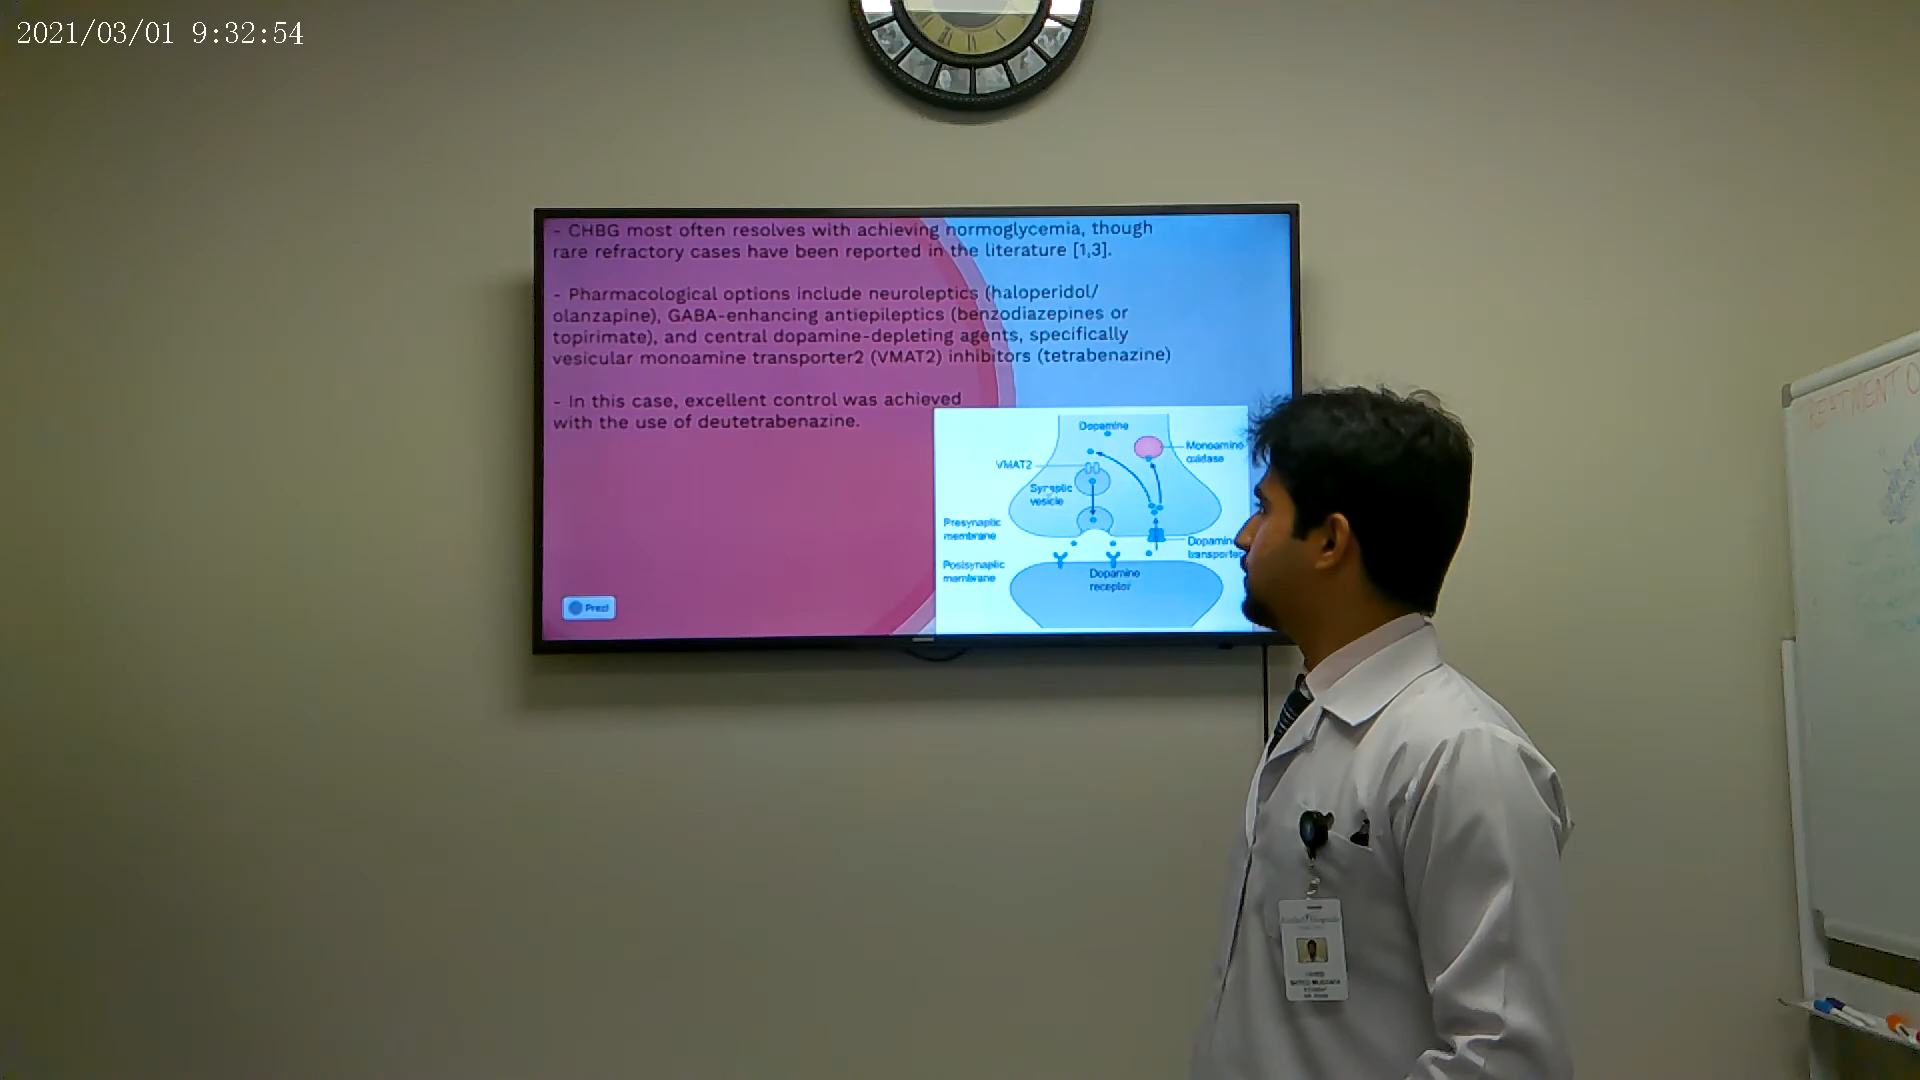 2021/03/01 9:32:54
- CHBG most often resolves with achieving normoglycemia, though
rare refractory cases have been reported in the literature [1,3].
- Pharmacological options include neuroleptics (haloperidol/
olanzapine), GABA-enhancing antiepileptics (benzodiazepines or
topirimate), and central dopamine-depleting agents, specifically
vesicular monoamine transporter2 (VMAT2) inhibitors (tetrabenazine)
- In this case, excellent control was achieved
with the use of deutetrabenazine.
Dopamine
Monoamine
oxidase
VMAT2
Synaptic
vesicle
Presynaptic
membrane
Dopamine
transporter
Postsynaptic
membrane
Dopamine
receptor
Prezi